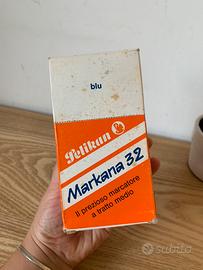 blu
Pelikan
Markana 32
Il prezioso marcatore
a tratto medio
subito